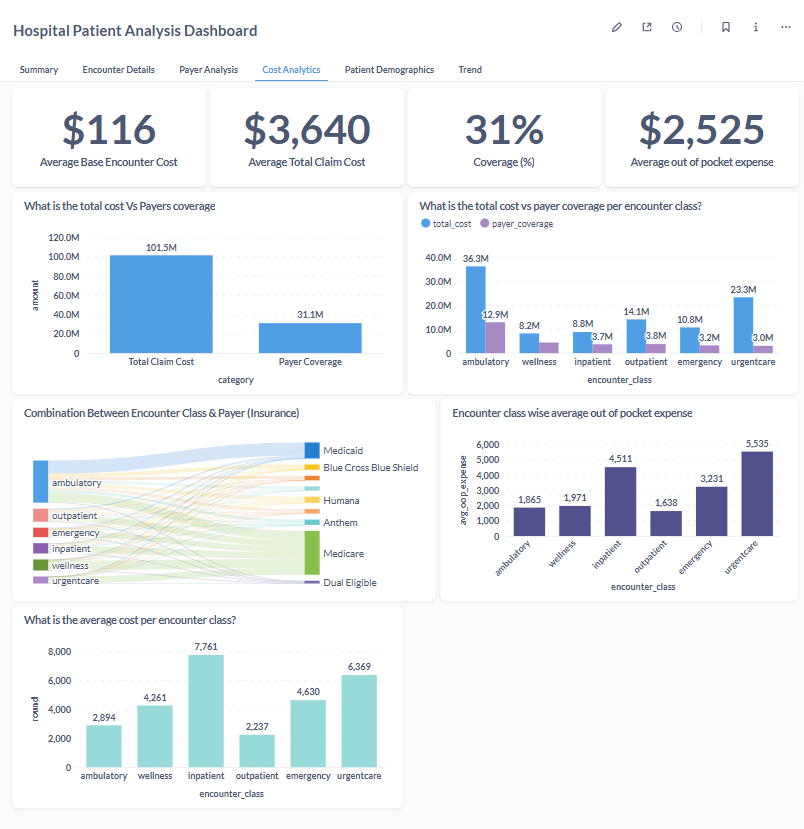 Hospital Patient Analysis Dashboard
Summary Encounter Details Payer Analysis Cost Analytics Patient Demographics Trend
$116
Average Base Encounter Cost
$3,640
Average Total Claim Cost
31%
Coverage (%)
$2,525
Average out of pocket expense
What is the total cost Vs Payers coverage
120.0M
100.0M
80.0M
60.0M
40.0M
20.0M
0
amount
101.5M
31.1M
Total Claim Cost Payer Coverage
category
What is the total cost vs payer coverage per encounter class?
total_cost payer_coverage
40.0M
30.0M
20.0M
10.0M
0
36.3M
12.9M
8.2M
8.8M
3.7M
14.1M
3.8M
10.8M
3.2M
23.3M
3.0M
ambulatory wellness inpatient outpatient emergency urgentcare
encounter_class
Combination Between Encounter Class & Payer (Insurance)
ambulatory
outpatient
emergency
inpatient
wellness
urgentcare
Medicaid
Blue Cross Blue Shield
Humana
Anthem
Medicare
Dual Eligible
Encounter class wise average out of pocket expense
6,000
5,000
4,000
3,000
2,000
1,000
0
avg_oop_expense
1,865
1,971
4,511
1,638
3,231
5,535
ambulatory wellness inpatient outpatient emergency urgentcare
encounter_class
What is the average cost per encounter class?
8,000
6,000
4,000
2,000
0
round
2,894
4,261
7,761
2,237
4,630
6,369
ambulatory wellness inpatient outpatient emergency urgentcare
encounter_class